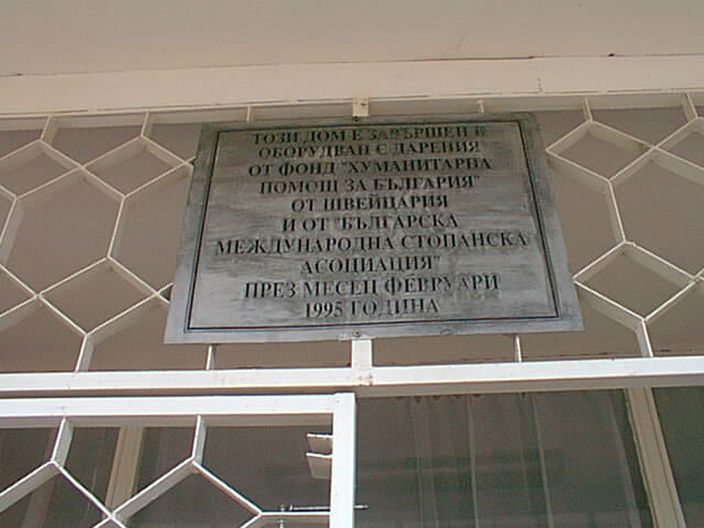 ТОЗИ ДОМ Е ЗАВЪРШЕН И
ОБОРУДВАН С ДАРЕНИЯ
ОТ ФОНД "ХУМАНИТАРНА
ПОМОЩ ЗА БЪЛГАРИЯ"
ОТ ШВЕЙЦАРИЯ
И ОТ "БЪЛГАРСКА
МЕЖДУНАРОДНА СТОПАНСКА
АСОЦИАЦИЯ"
ПРЕЗ МЕСЕЦ ФЕВРУАРИ
1995 ГОДИНА